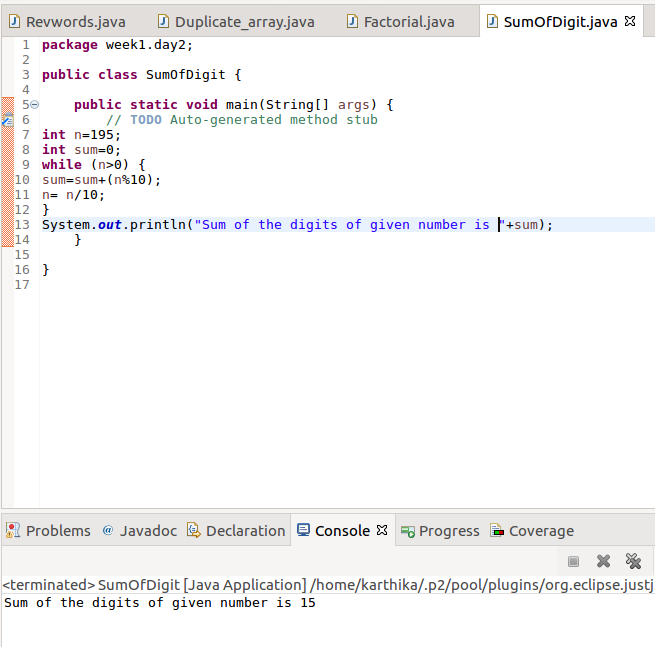 Revwords.java Duplicate_array.java Factorial.java SumOfDigit.java
1 package week1.day2;
2
3 public class SumOfDigit {
4
5 public static void main(String[] args) {
6 // TODO Auto-generated method stub
7 int n=195;
8 int sum=0;
9 while (n>0) {
10 sum=sum+(n%10);
11 n= n/10;
12 }
13 System.out.println("Sum of the digits of given number is "+sum);
14 }
15
16 }
17
Problems Javadoc Declaration Console Progress Coverage
<terminated> SumOfDigit [Java Application] /home/karthika/.p2/pool/plugins/org.eclipse.justj
Sum of the digits of given number is 15